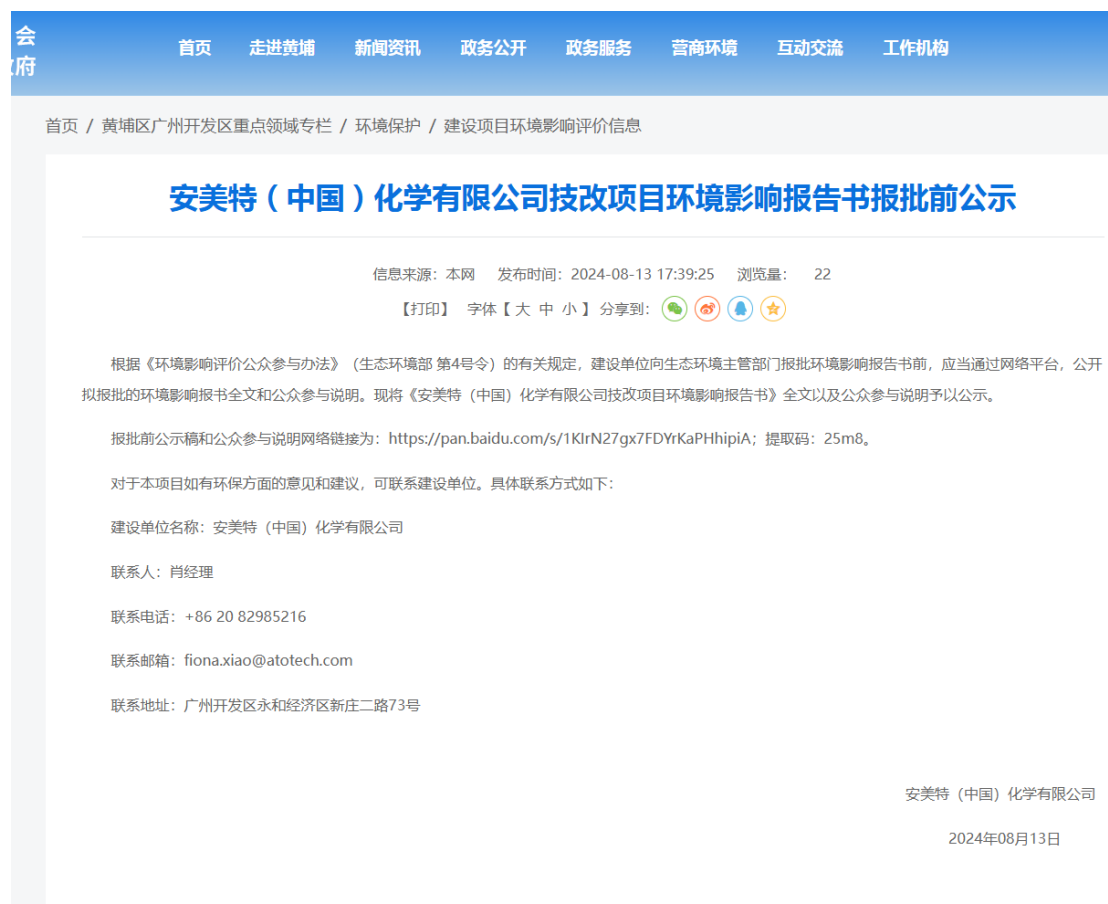 会
府
首页 走进黄埔 新闻资讯 政务公开 政务服务 营商环境 互动交流 工作机构
首页 / 黄埔区广州开发区重点领域专栏 / 环境保护 / 建设项目环境影响评价信息
安美特（中国）化学有限公司技改项目环境影响报告书报批前公示
信息来源：本网 发布时间：2024-08-13 17:39:25 浏览量： 22
【打印】 字体【 大 中 小 】 分享到：
根据《环境影响评价公众参与办法》（生态环境部 第4号令）的有关规定，建设单位向生态环境主管部门报批环境影响报告书前，应当通过网络平台，公开
拟报批的环境影响报书全文和公众参与说明。现将《安美特（中国）化学有限公司技改项目环境影响报告书》全文以及公众参与说明予以公示。
报批前公示稿和公众参与说明网络链接为：https://pan.baidu.com/s/1KIrN27gx7FDYrKaPHhipiA；提取码：25m8。
对于本项目如有环保方面的意见和建议，可联系建设单位。具体联系方式如下：
建设单位名称：安美特（中国）化学有限公司
联系人：肖经理
联系电话：+86 20 82985216
联系邮箱：fiona.xiao@atotech.com
联系地址：广州开发区永和经济区新庄二路73号
安美特（中国）化学有限公司
2024年08月13日